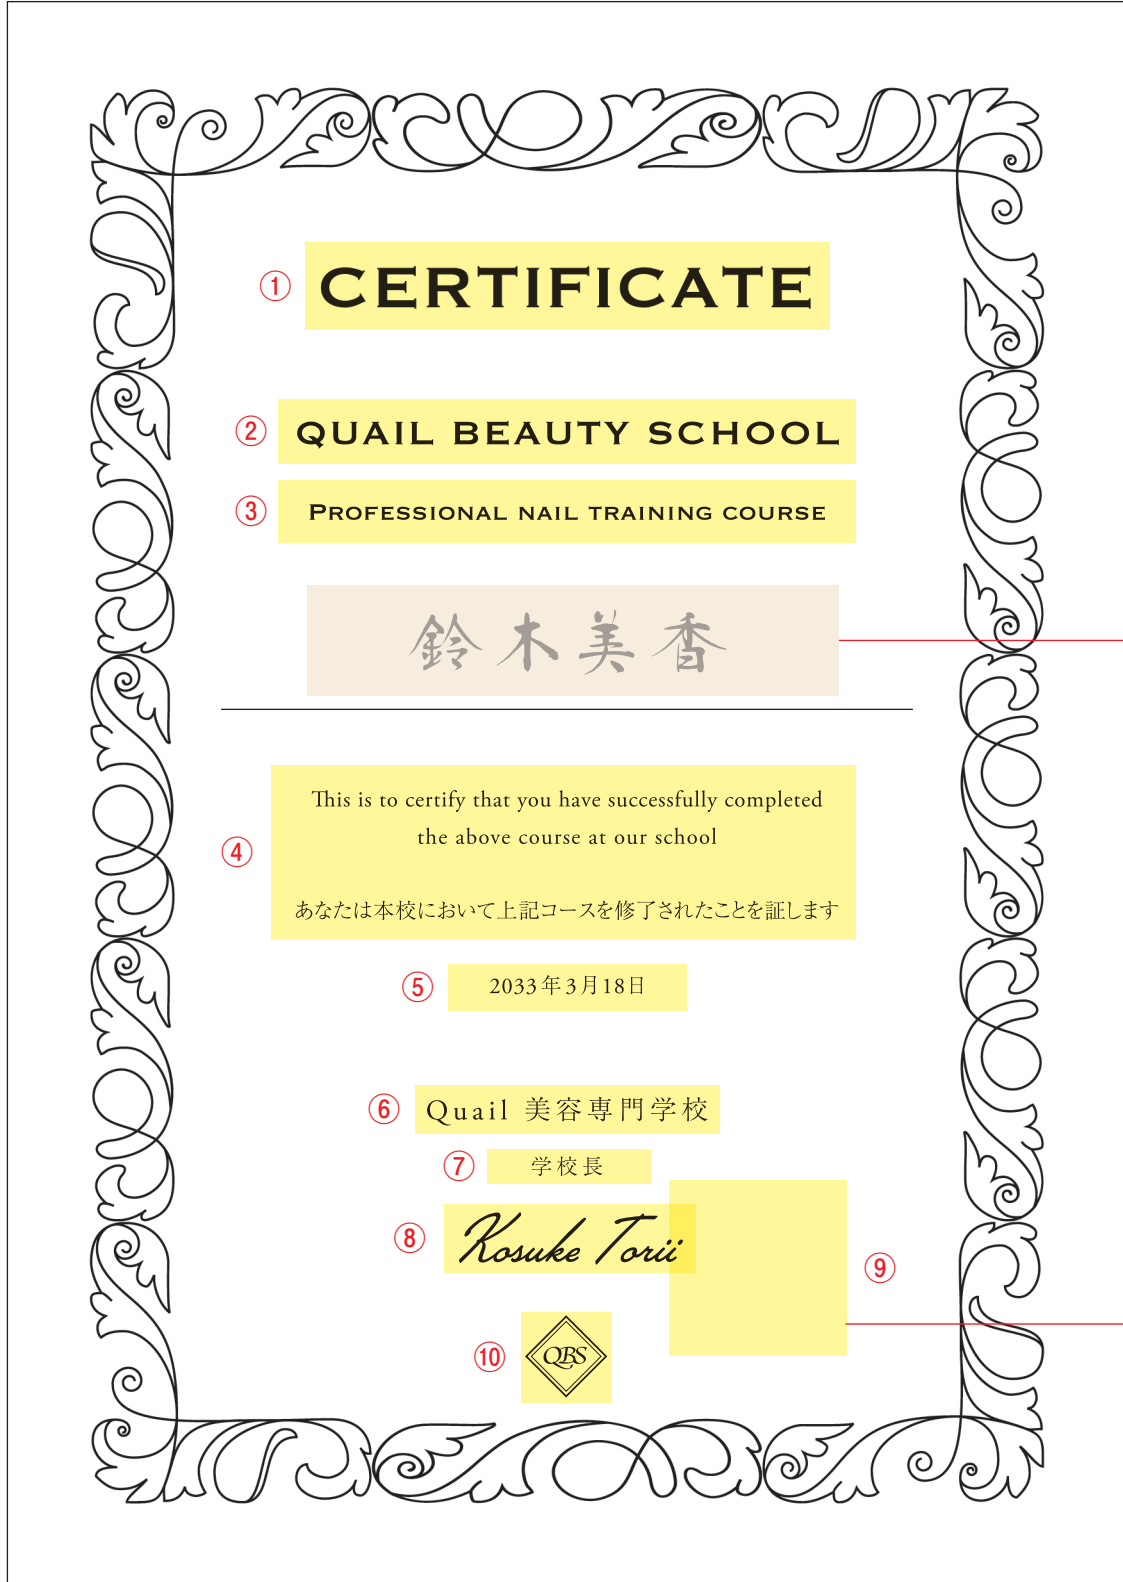 ① CERTIFICATE
② QUAIL BEAUTY SCHOOL
③ PROFESSIONAL NAIL TRAINING COURSE
鈴木美香
④ This is to certify that you have successfully completed
the above course at our school
あなたは本校において上記コースを修了されたことを証します
⑤ 2033年3月18日
⑥ Quail 美容専門学校
⑦ 学校長
⑧ Kosuke Torii
⑨
⑩ QBS